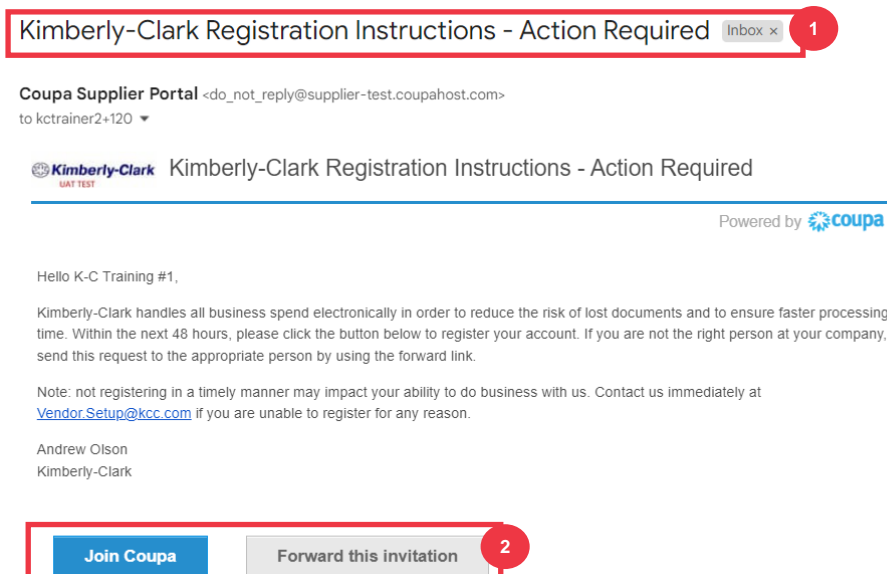 Kimberly-Clark Registration Instructions - Action Required Inbox × 1
Coupa Supplier Portal <do_not_reply@supplier-test.coupahost.com>
to kctrainer2+120
Kimberly-Clark Kimberly-Clark Registration Instructions - Action Required
UAT TEST
Powered by coupa
Hello K-C Training #1,
Kimberly-Clark handles all business spend electronically in order to reduce the risk of lost documents and to ensure faster processing
time. Within the next 48 hours, please click the button below to register your account. If you are not the right person at your company,
send this request to the appropriate person by using the forward link.
Note: not registering in a timely manner may impact your ability to do business with us. Contact us immediately at
Vendor.Setup@kcc.com if you are unable to register for any reason.
Andrew Olson
Kimberly-Clark
Join Coupa Forward this invitation 2